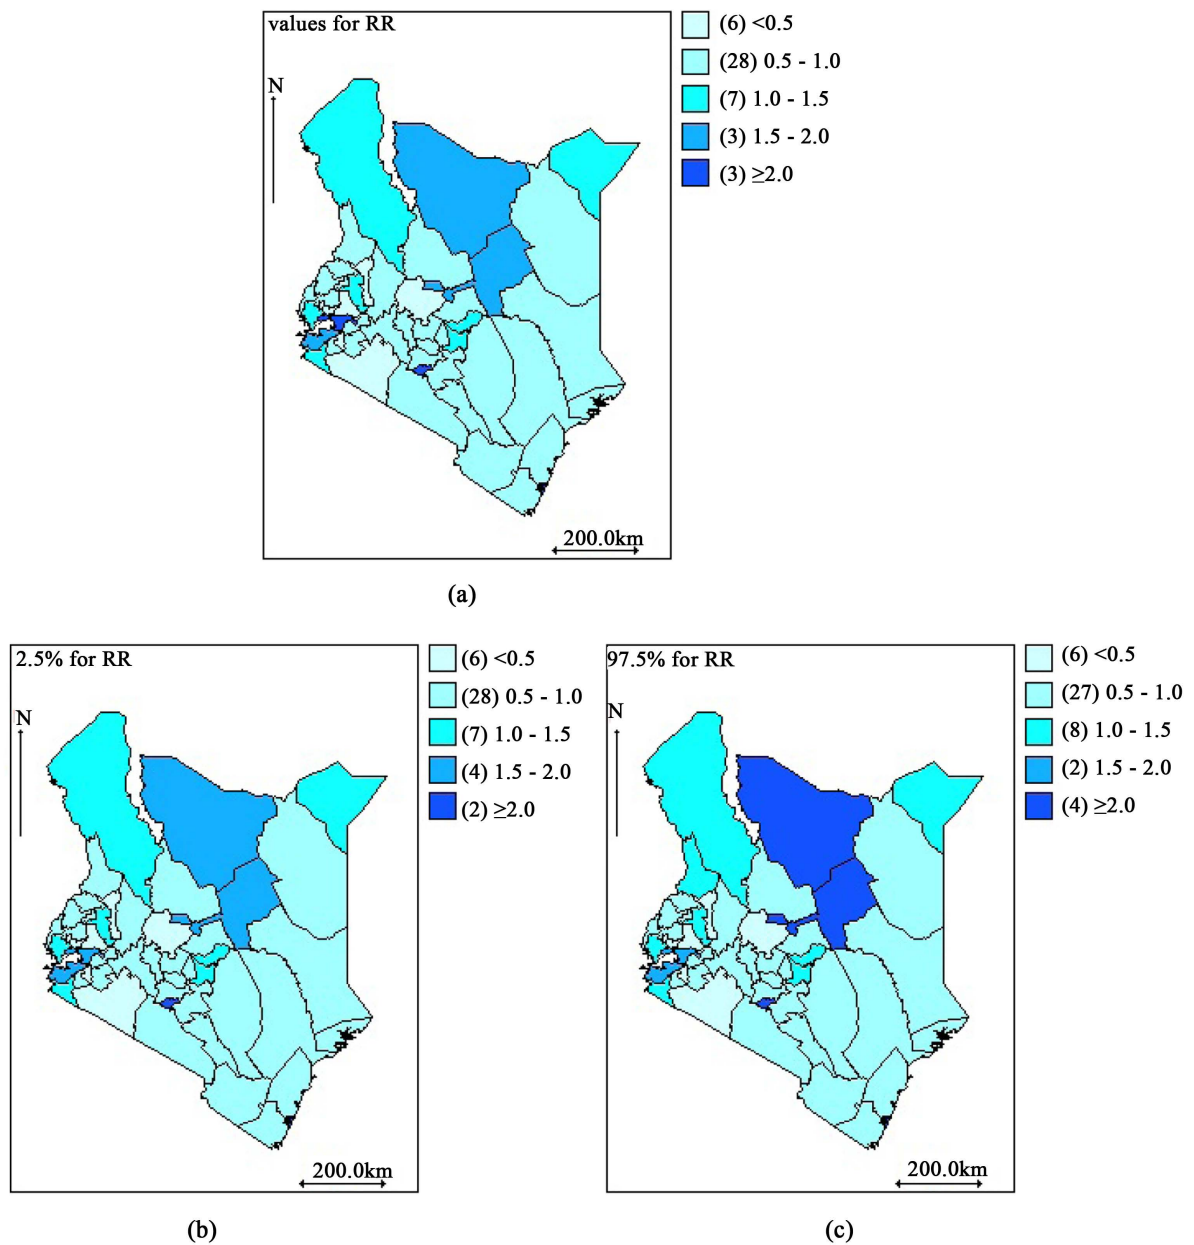 values for RR
(6) <0.5
(28) 0.5 - 1.0
(7) 1.0 - 1.5
(3) 1.5 - 2.0
(3) ≥2.0
N
200.0km
(a)
2.5% for RR
(6) <0.5
(28) 0.5 - 1.0
(7) 1.0 - 1.5
(4) 1.5 - 2.0
(2) ≥2.0
N
200.0km
(b)
97.5% for RR
(6) <0.5
(27) 0.5 - 1.0
(8) 1.0 - 1.5
(2) 1.5 - 2.0
(4) ≥2.0
N
200.0km
(c)